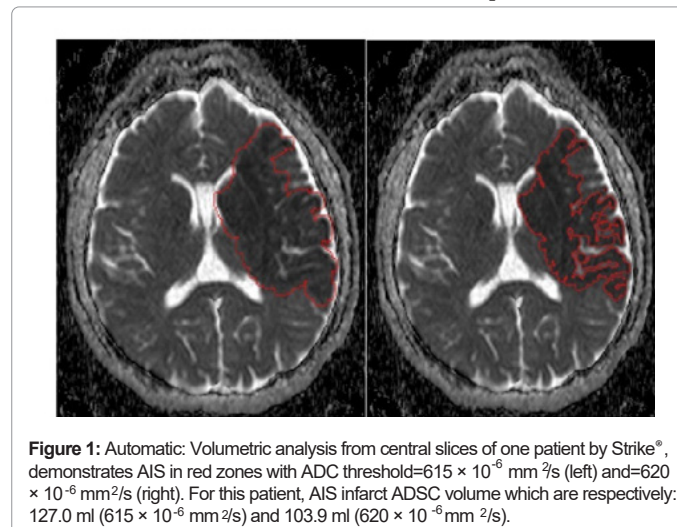 Figure 1: Automatic: Volumetric analysis from central slices of one patient by Strike®,
demonstrates AIS in red zones with ADC threshold=615 × 10⁻⁶ mm ²/s (left) and=620
× 10⁻⁶ mm²/s (right). For this patient, AIS infarct ADSC volume which are respectively:
127.0 ml (615 × 10⁻⁶ mm²/s) and 103.9 ml (620 × 10⁻⁶ mm²/s).